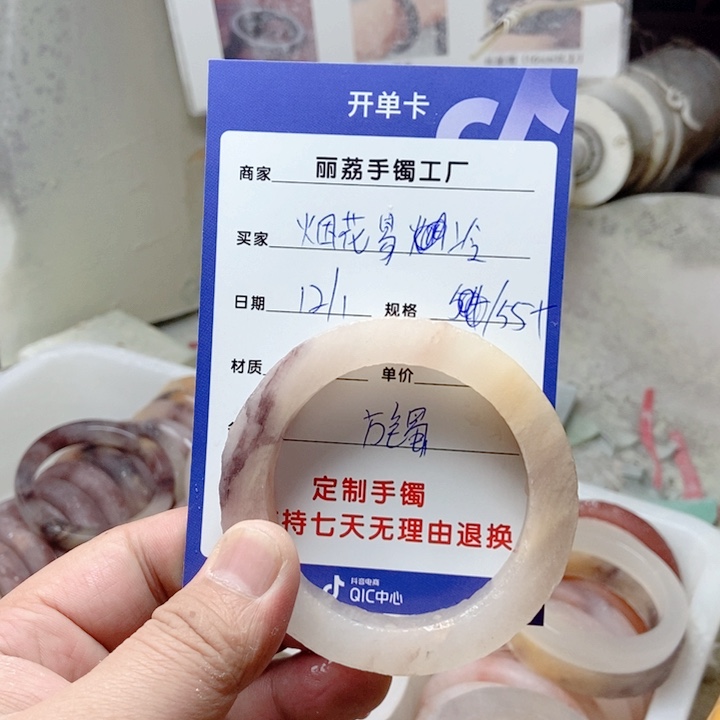 开单卡
商家 丽荔手镯工厂
买家 烟花易冷
日期 12/1 规格 /55+
材质 单价
方镯
定制手镯
持七天无理由退换
抖音电商
QIC中心